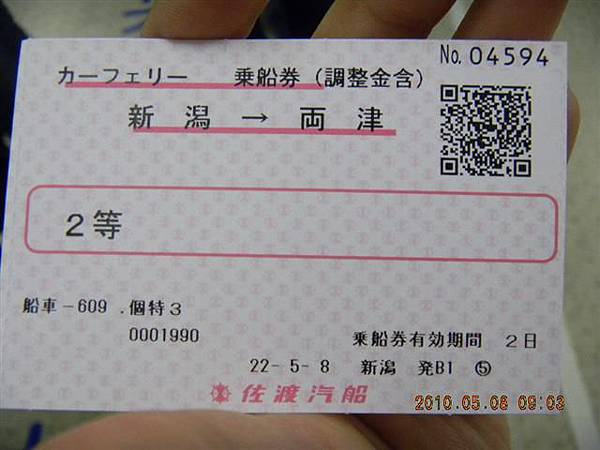 No. 04594
カーフェリー 乗船券（調整金含）
新潟 → 両津
2等
船車-609 .個特3
0001990
乗船券有効期間 2日
22-5-8 新潟 発B1 ⑤
佐渡汽船
2010.05.08 09:03